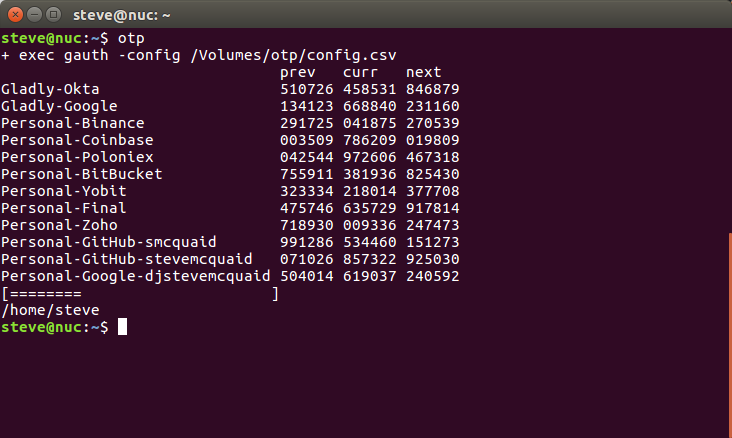 steve@nuc: ~
steve@nuc:~$ otp
+ exec gauth -config /Volumes/otp/config.csv
prev curr next
Gladly-Okta 510726 458531 846879
Gladly-Google 134123 668840 231160
Personal-Binance 291725 041875 270539
Personal-Coinbase 003509 786209 019809
Personal-Poloniex 042544 972606 467318
Personal-BitBucket 755911 381936 825430
Personal-Yobit 323334 218014 377708
Personal-Final 475746 635729 917814
Personal-Zoho 718930 009336 247473
Personal-GitHub-smcquaid 991286 534460 151273
Personal-GitHub-stevemcquaid 071026 857322 925030
Personal-Google-djstevemcquaid 504014 619037 240592
[======== ]
/home/steve
steve@nuc:~$